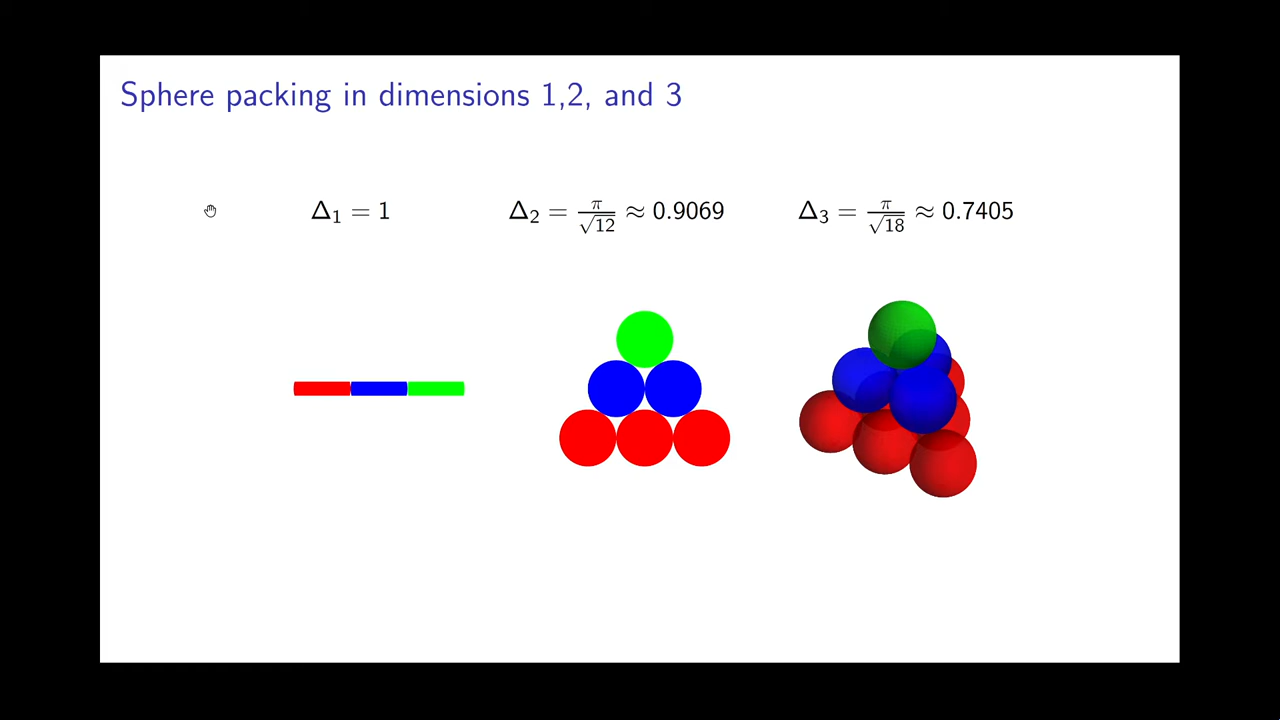 Sphere packing in dimensions 1,2, and 3
Δ₁ = 1 Δ₂ = π/√12 ≈ 0.9069 Δ₃ = π/√18 ≈ 0.7405